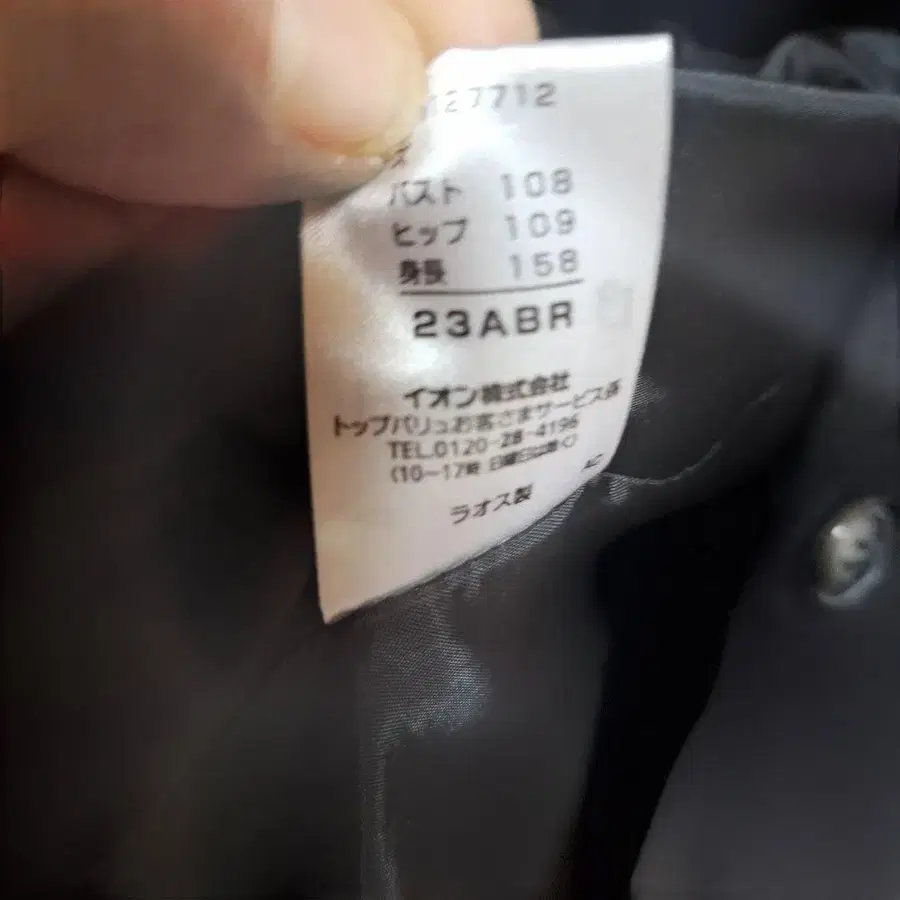 27712
ズ
バスト 108
ヒップ 109
身長 158
23ABR
イオン株式会社
トップバリュお客さまサービス係
TEL.0120-28-4196
(10-17時 日曜日は除く)
ラオス製